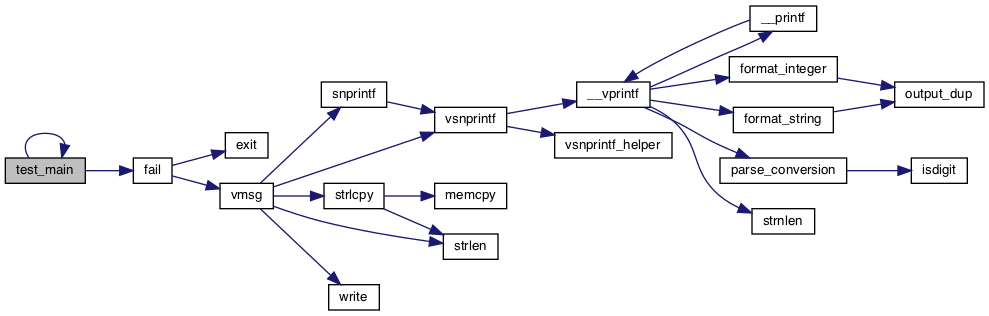 test_main
fail
exit
vmsg
snprintf
strlcpy
write
vsnprintf
memcpy
strlen
__vprintf
vsnprintf_helper
__printf
format_integer
format_string
parse_conversion
strnlen
output_dup
isdigit